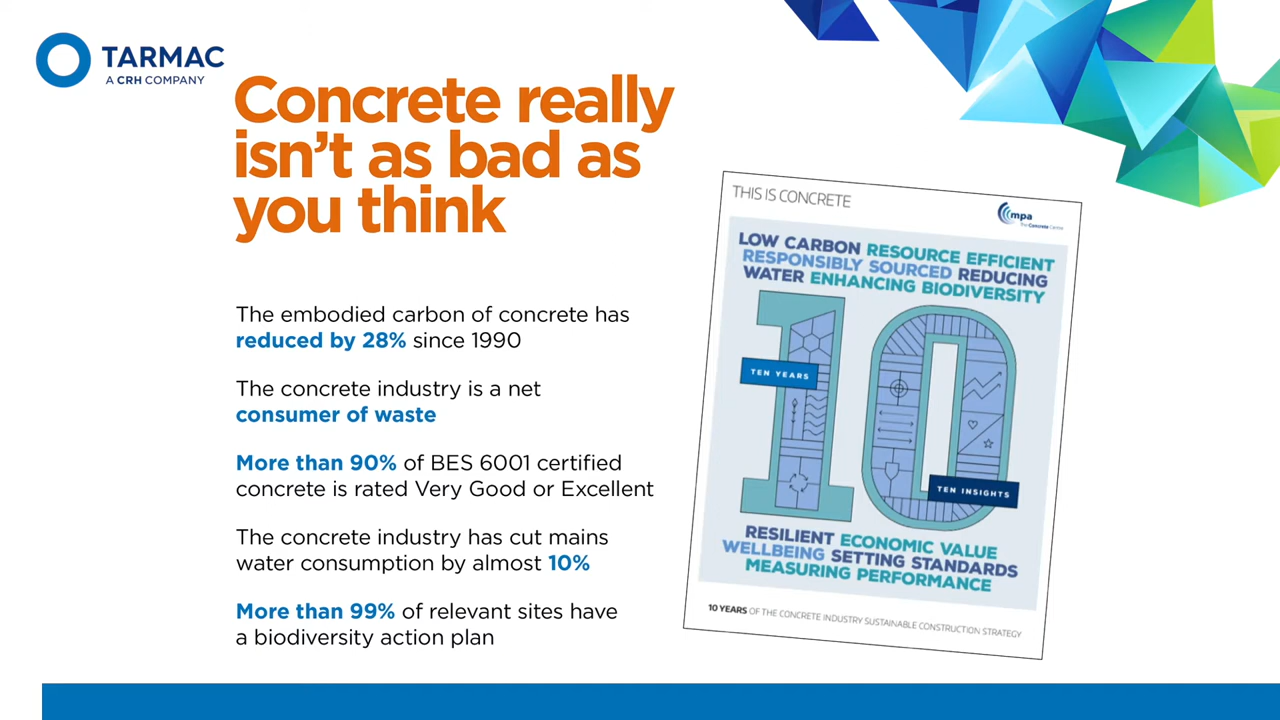 TARMAC
A CRH COMPANY
Concrete really
isn't as bad as
you think
The embodied carbon of concrete has
reduced by 28% since 1990
The concrete industry is a net
consumer of waste
More than 90% of BES 6001 certified
concrete is rated Very Good or Excellent
The concrete industry has cut mains
water consumption by almost 10%
More than 99% of relevant sites have
a biodiversity action plan
THIS IS CONCRETE
mpa
The Concrete Centre
LOW CARBON RESOURCE EFFICIENT
RESPONSIBLY SOURCED REDUCING
WATER ENHANCING BIODIVERSITY
TEN YEARS
10
TEN INSIGHTS
RESILIENT ECONOMIC VALUE
WELLBEING SETTING STANDARDS
MEASURING PERFORMANCE
10 YEARS OF THE CONCRETE INDUSTRY SUSTAINABLE CONSTRUCTION STRATEGY